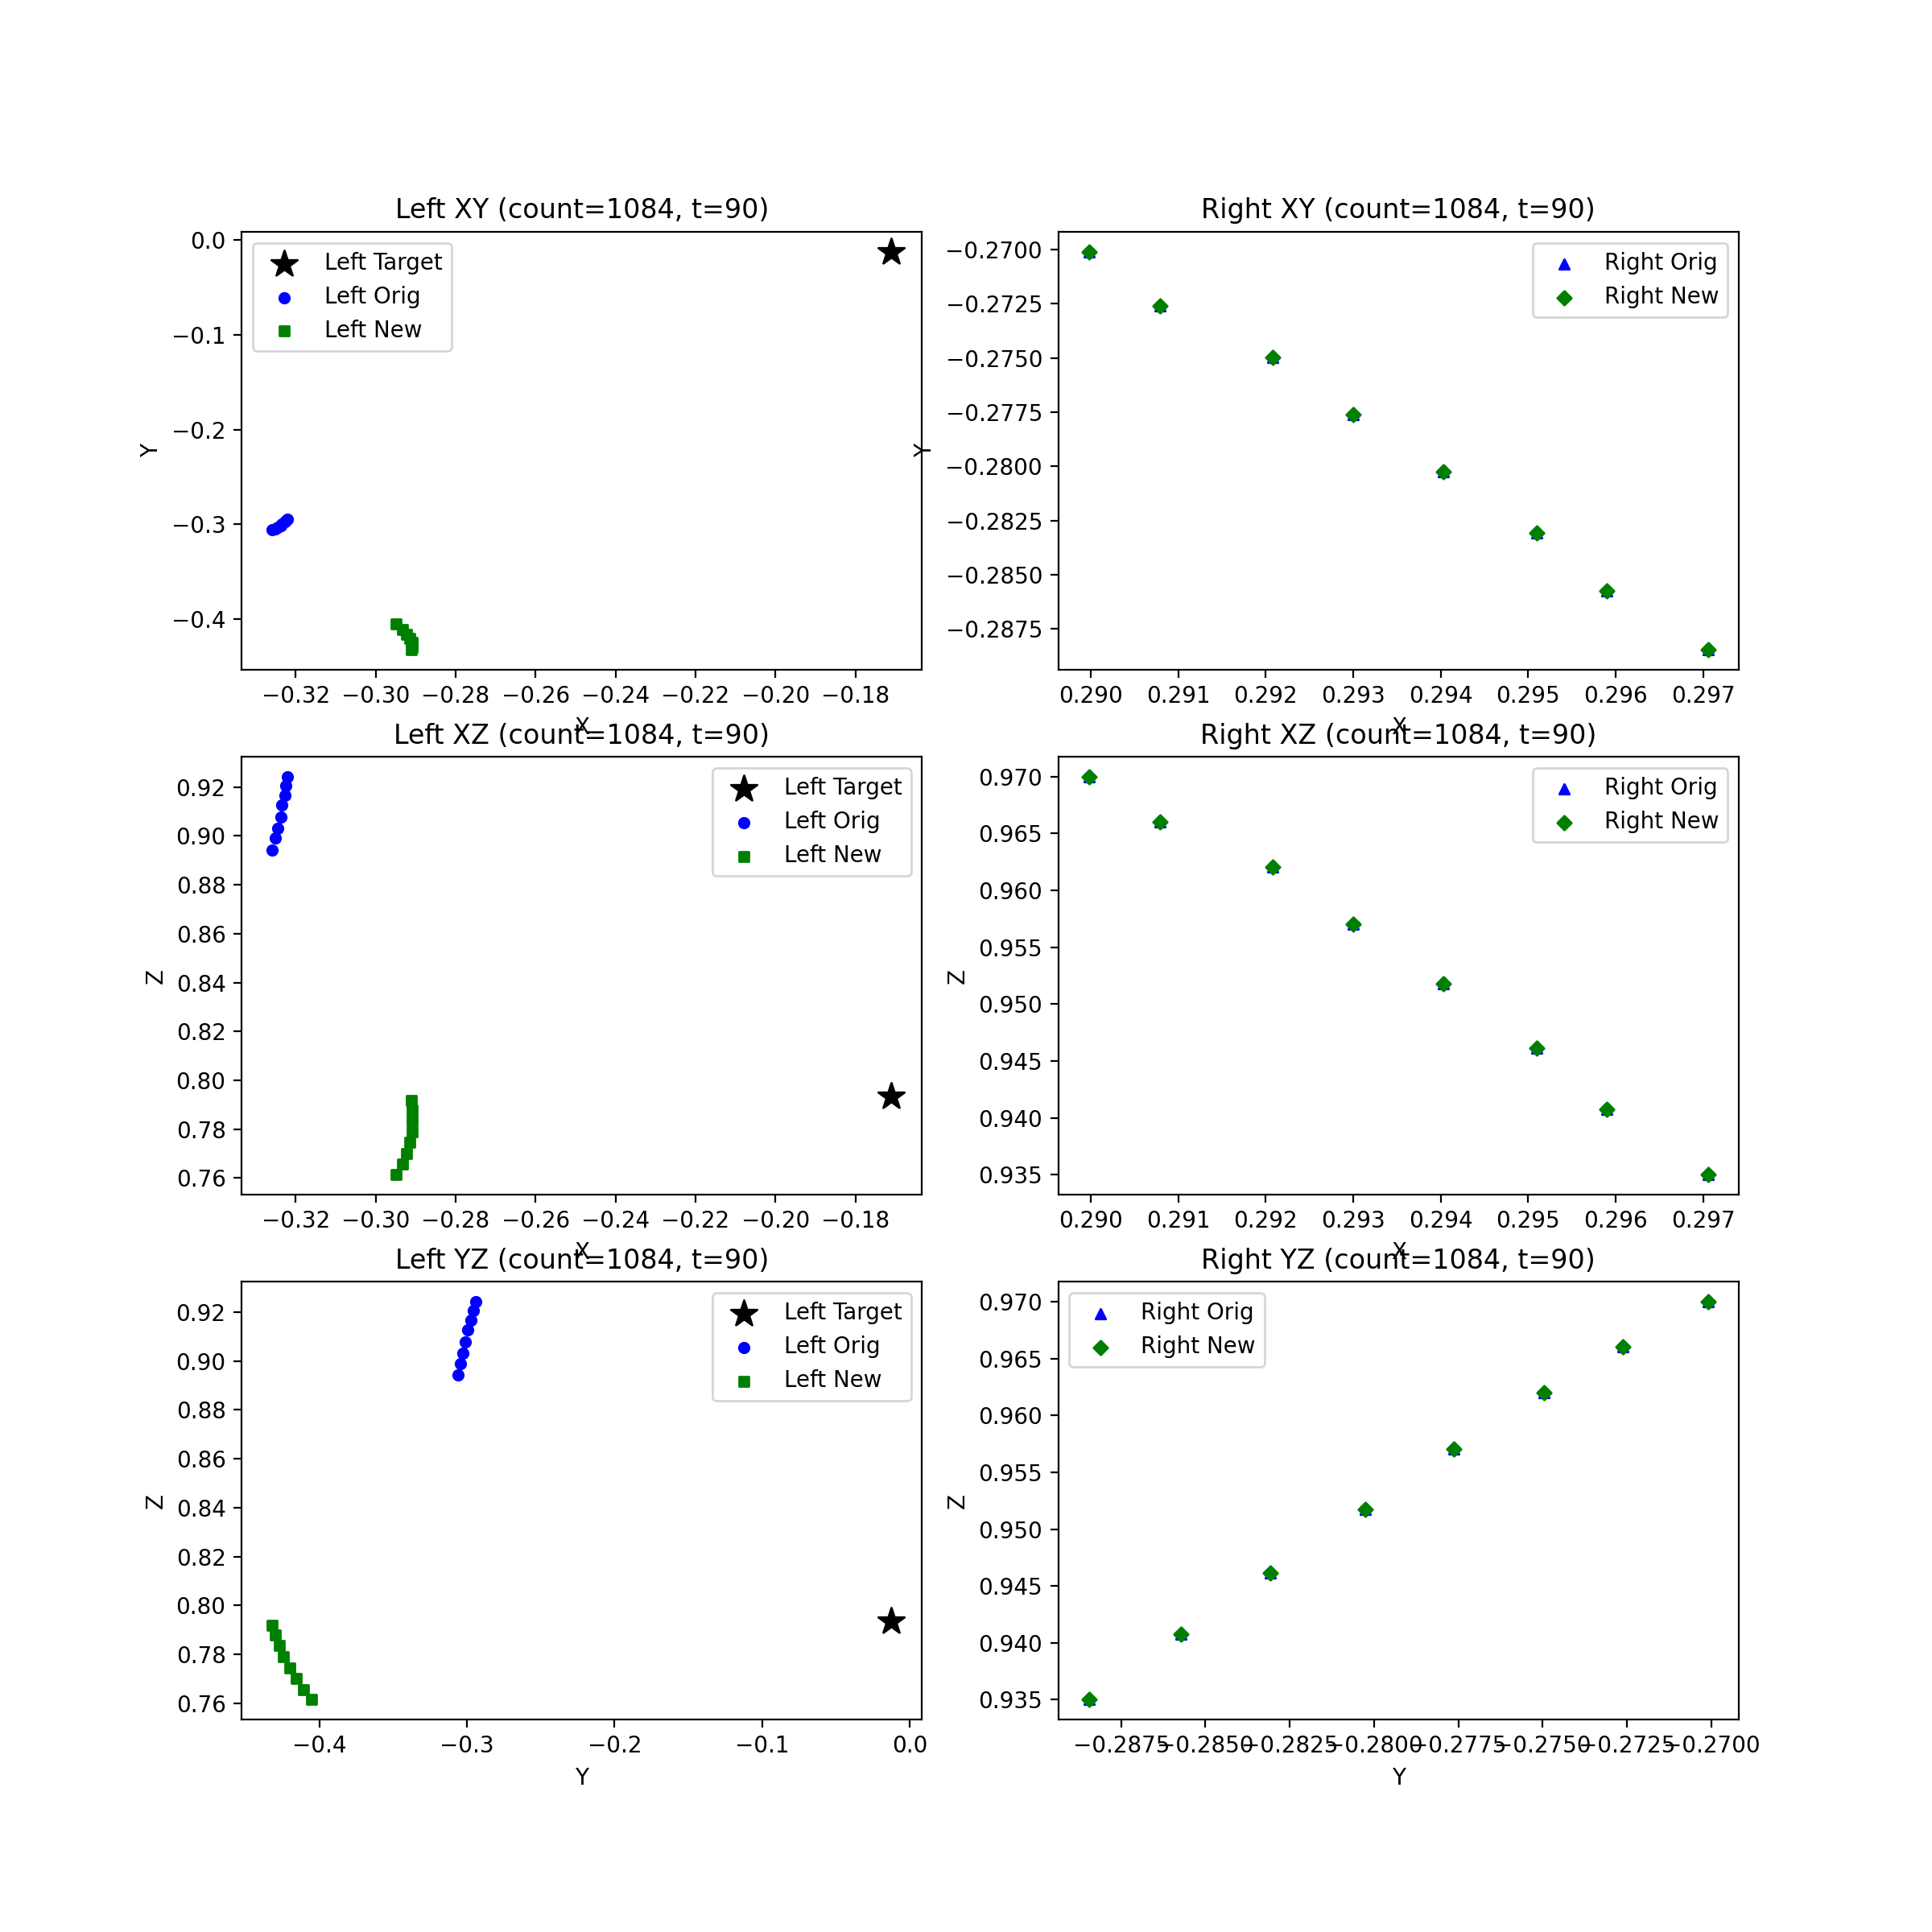 Left XY (count=1084, t=90)
Left Target
Left Orig
Left New
0.0
−0.1
−0.2
−0.3
−0.4
Y
−0.32
−0.30
−0.28
−0.26
−0.24
−0.22
−0.20
−0.18
X
Right XY (count=1084, t=90)
Right Orig
Right New
−0.2700
−0.2725
−0.2750
−0.2775
−0.2800
−0.2825
−0.2850
−0.2875
Y
0.290
0.291
0.292
0.293
0.294
0.295
0.296
0.297
X
Left XZ (count=1084, t=90)
Left Target
Left Orig
Left New
0.92
0.90
0.88
0.86
0.84
0.82
0.80
0.78
0.76
Z
−0.32
−0.30
−0.28
−0.26
−0.24
−0.22
−0.20
−0.18
X
Right XZ (count=1084, t=90)
Right Orig
Right New
0.970
0.965
0.960
0.955
0.950
0.945
0.940
0.935
Z
0.290
0.291
0.292
0.293
0.294
0.295
0.296
0.297
X
Left YZ (count=1084, t=90)
Left Target
Left Orig
Left New
0.92
0.90
0.88
0.86
0.84
0.82
0.80
0.78
0.76
Z
−0.4
−0.3
−0.2
−0.1
0.0
Y
Right YZ (count=1084, t=90)
Right Orig
Right New
0.970
0.965
0.960
0.955
0.950
0.945
0.940
0.935
Z
−0.2875
−0.2850
−0.2825
−0.2800
−0.2775
−0.2750
−0.2725
−0.2700
Y